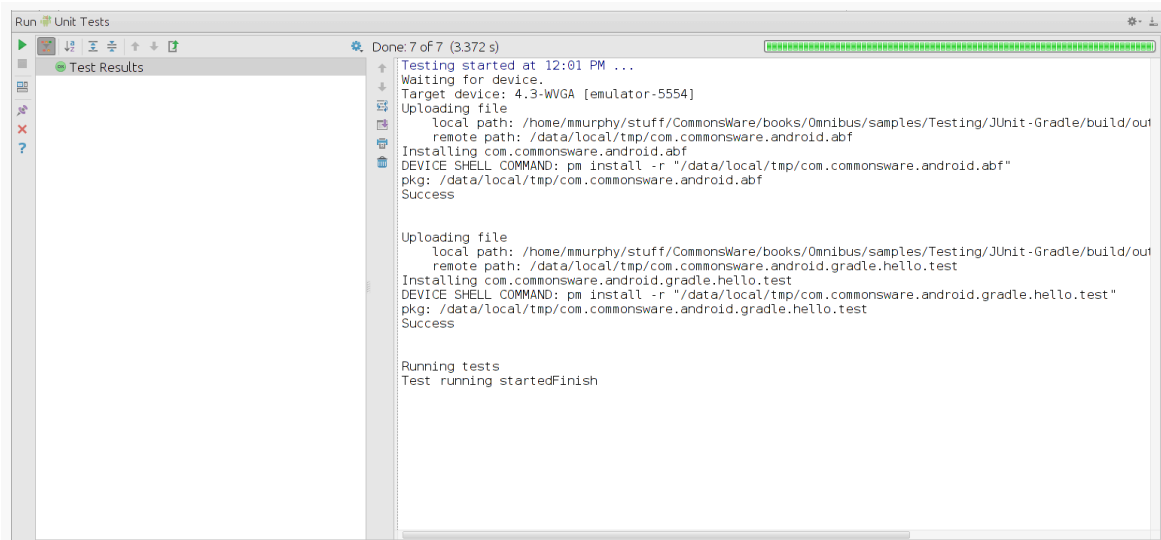 Run Unit Tests
Done: 7 of 7 (3.372 s)
Test Results
Testing started at 12:01 PM ...
Waiting for device.
Target device: 4.3-WVGA [emulator-5554]
Uploading file
local path: /home/mmurphy/stuff/CommonsWare/books/Omnibus/samples/Testing/JUnit-Gradle/build/out
remote path: /data/local/tmp/com.commonsware.android.abf
Installing com.commonsware.android.abf
DEVICE SHELL COMMAND: pm install -r "/data/local/tmp/com.commonsware.android.abf"
pkg: /data/local/tmp/com.commonsware.android.abf
Success
Uploading file
local path: /home/mmurphy/stuff/CommonsWare/books/Omnibus/samples/Testing/JUnit-Gradle/build/out
remote path: /data/local/tmp/com.commonsware.android.gradle.hello.test
Installing com.commonsware.android.gradle.hello.test
DEVICE SHELL COMMAND: pm install -r "/data/local/tmp/com.commonsware.android.gradle.hello.test"
pkg: /data/local/tmp/com.commonsware.android.gradle.hello.test
Success
Running tests
Test running startedFinish